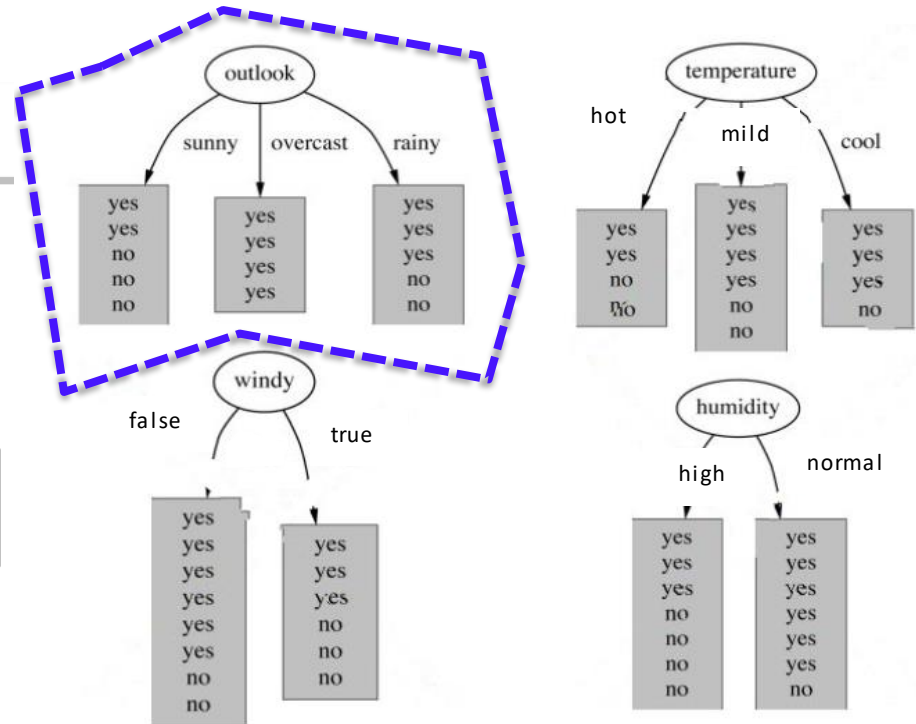 outlook
sunny overcast rainy
yes
yes
no
no
no
yes
yes
yes
yes
yes
yes
yes
no
no
temperature
hot
mild
cool
yes
yes
no
no
yes
yes
yes
yes
no
no
yes
yes
yes
no
windy
false
true
yes
yes
yes
yes
yes
yes
no
no
yes
yes
yes
no
no
no
humidity
high
normal
yes
yes
yes
no
no
no
no
yes
yes
yes
yes
yes
yes
no